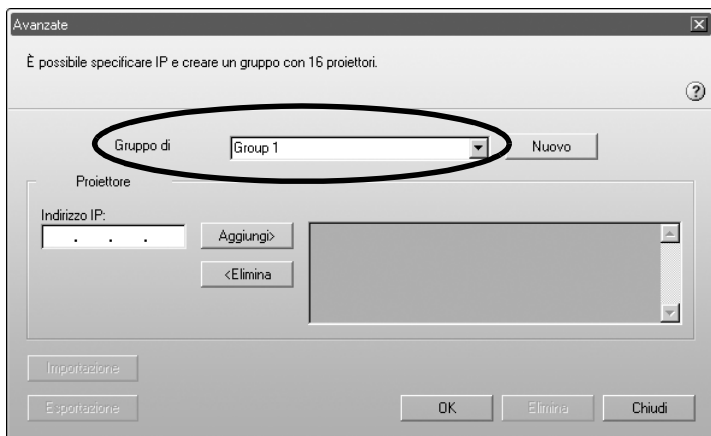 Avanzate
È possibile specificare IP e creare un gruppo con 16 proiettori.
?
Gruppo di Group 1 Nuovo
Proiettore
Indirizzo IP:
. . . Aggiungi>
<Elimina
Importazione
Esportazione OK Elimina Chiudi